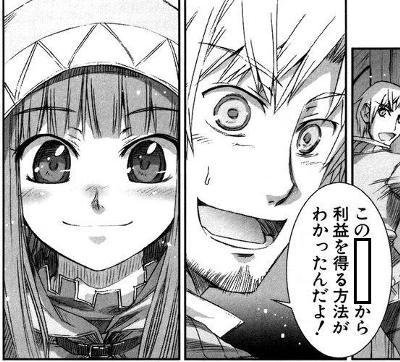 この から
利益を得る方法が
わかったんだよ！